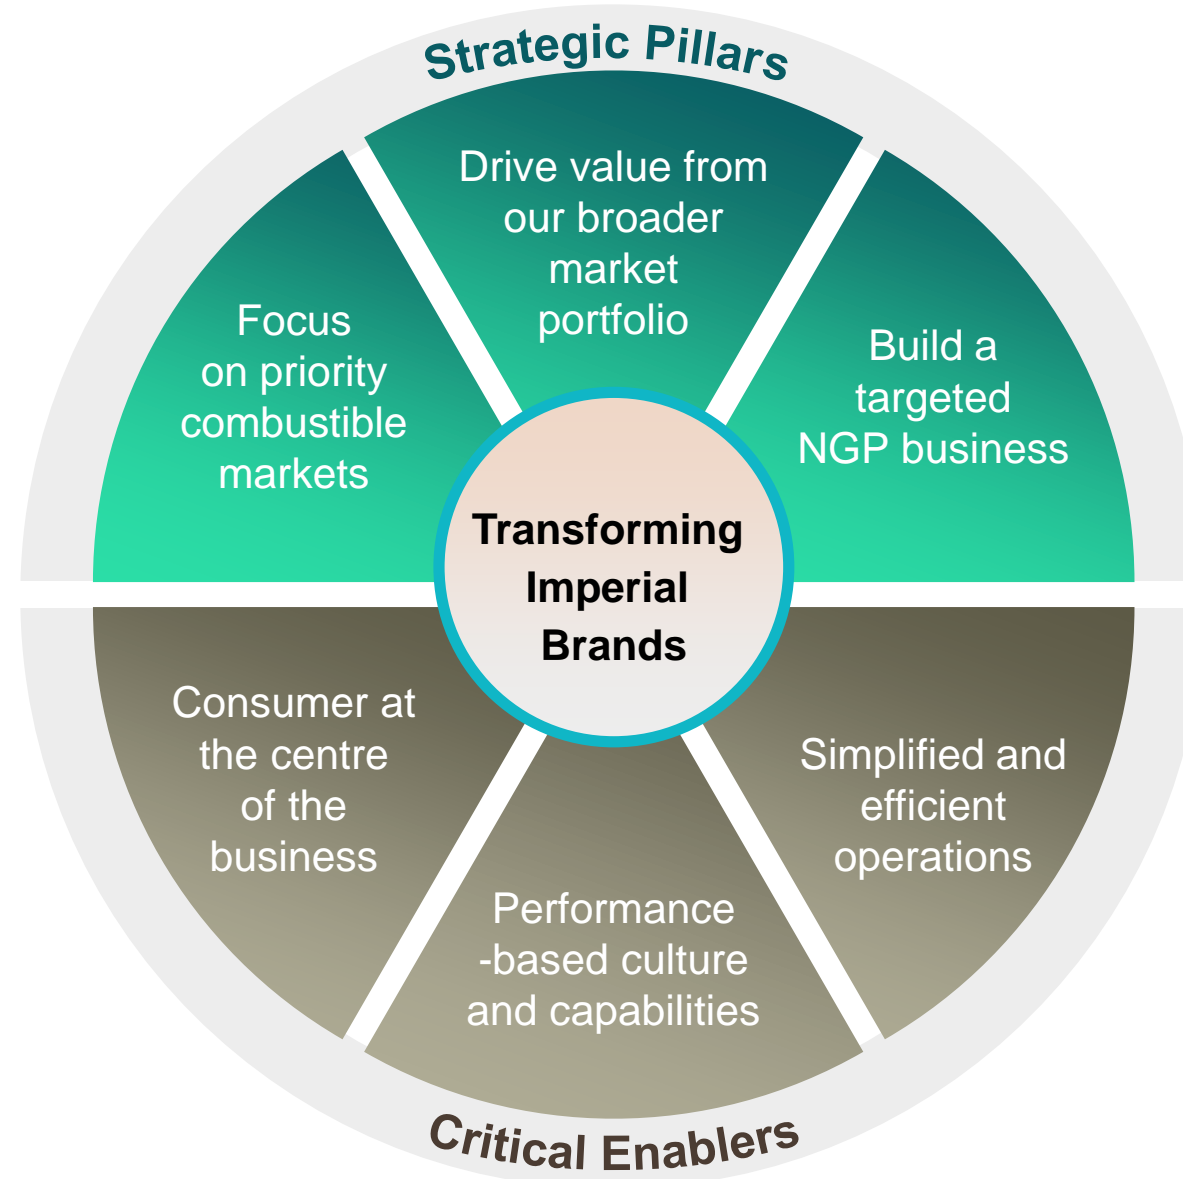 Strategic Pillars
Drive value from
our broader
market
portfolio
Focus
on priority
combustible
markets
Build a
targeted
NGP business
Transforming
Imperial
Brands
Consumer at
the centre
of the
business
Simplified and
efficient
operations
Performance
-based culture
and capabilities
Critical Enablers